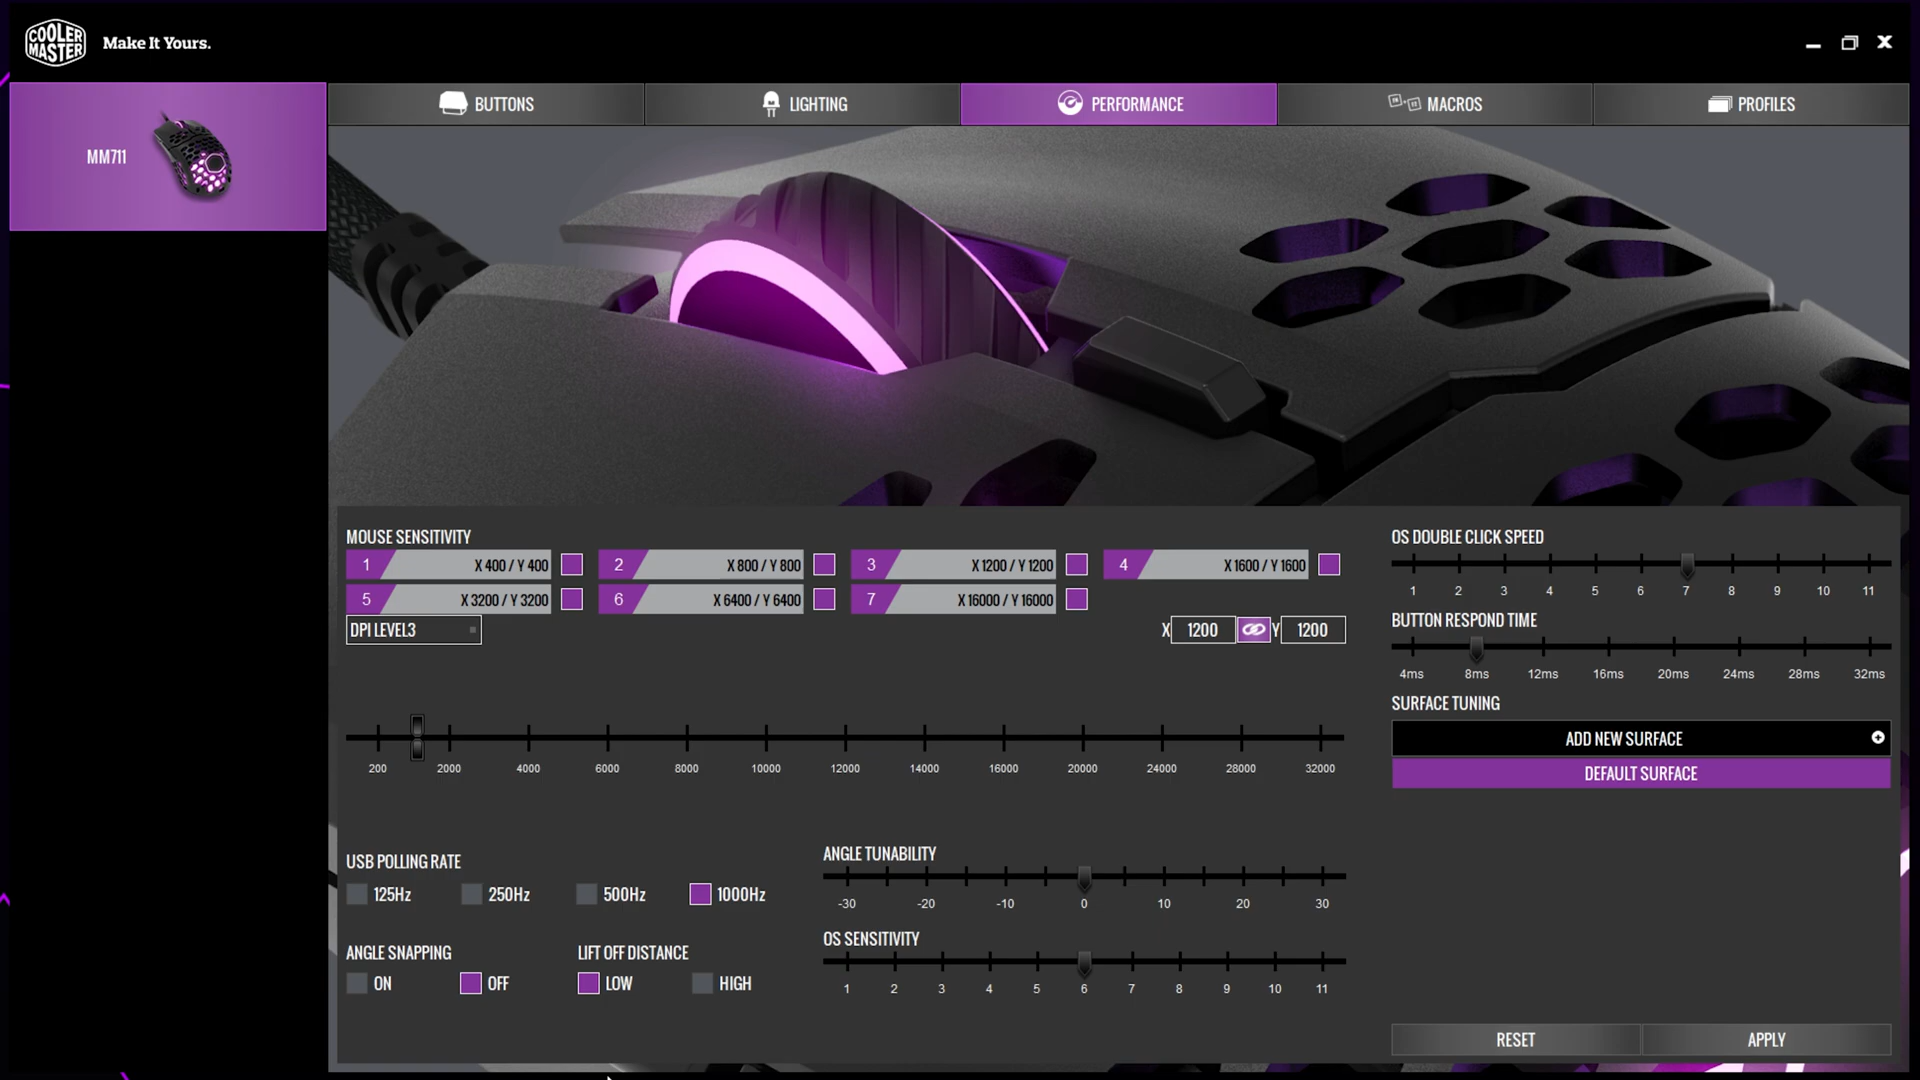 COOLER MASTER
Make It Yours.
MM711
BUTTONS
LIGHTING
PERFORMANCE
MACROS
PROFILES
MOUSE SENSITIVITY
1 X 400 / Y 400
2 X 800 / Y 800
3 X 1200 / Y 1200
4 X 1600 / Y 1600
5 X 3200 / Y 3200
6 X 6400 / Y 6400
7 X 16000 / Y 16000
DPI LEVEL3
X 1200 Y 1200
200 2000 4000 6000 8000 10000 12000 14000 16000 20000 24000 28000 32000
USB POLLING RATE
125Hz 250Hz 500Hz 1000Hz
ANGLE SNAPPING
ON OFF
LIFT OFF DISTANCE
LOW HIGH
ANGLE TUNABILITY
-30 -20 -10 0 10 20 30
OS SENSITIVITY
1 2 3 4 5 6 7 8 9 10 11
OS DOUBLE CLICK SPEED
1 2 3 4 5 6 7 8 9 10 11
BUTTON RESPOND TIME
4ms 8ms 12ms 16ms 20ms 24ms 28ms 32ms
SURFACE TUNING
ADD NEW SURFACE
DEFAULT SURFACE
RESET
APPLY